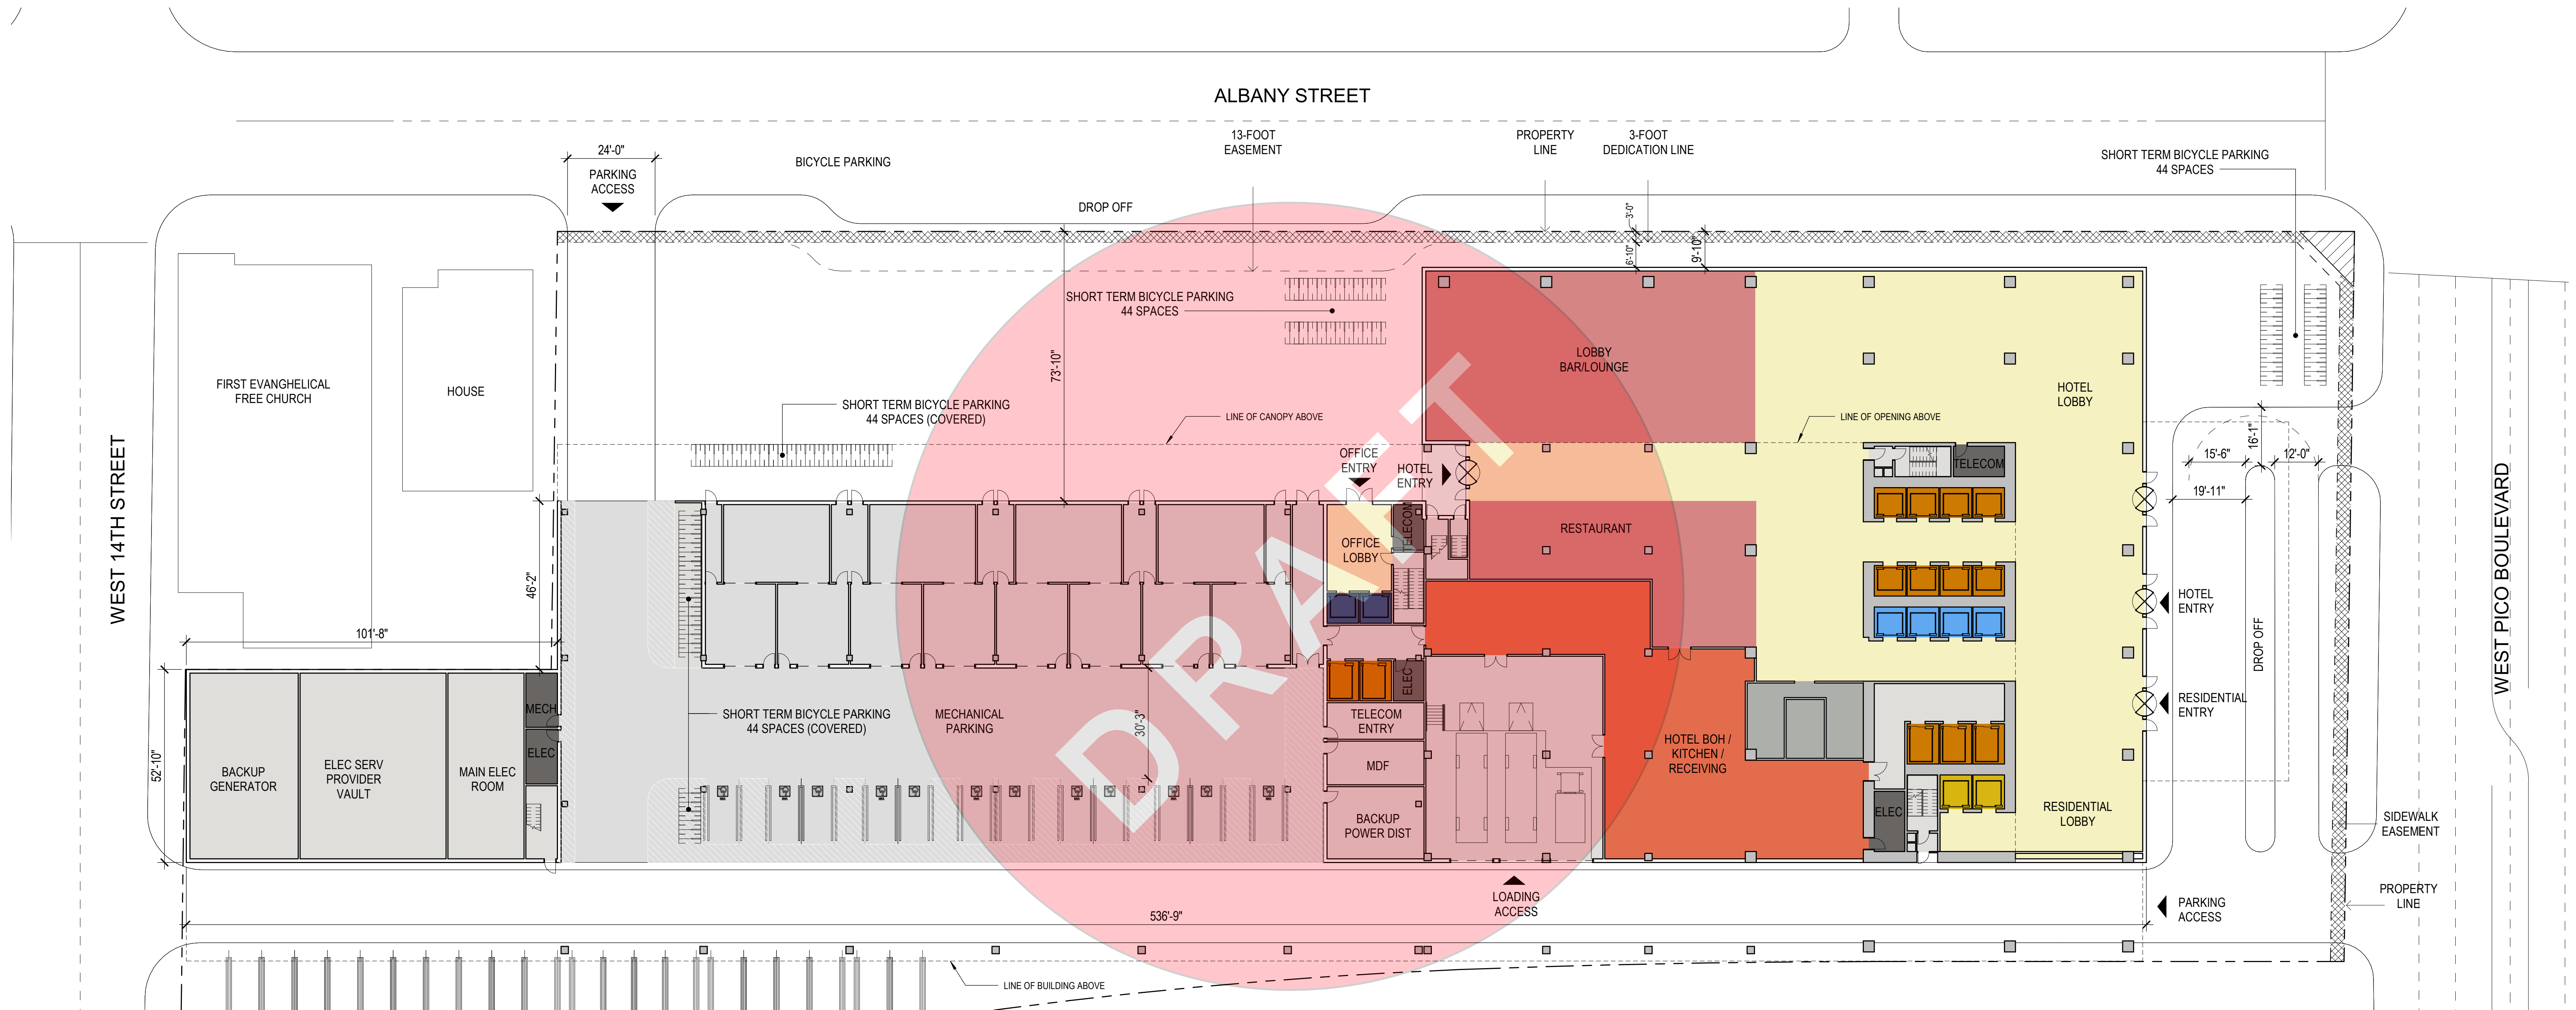 ALBANY STREET
13-FOOT
EASEMENT
PROPERTY
LINE
3-FOOT
DEDICATION LINE
SHORT TERM BICYCLE PARKING
44 SPACES
24'-0"
PARKING
ACCESS
BICYCLE PARKING
DROP OFF
3'-0"
6'-10"
9'-10"
SHORT TERM BICYCLE PARKING
44 SPACES
73'-10"
FIRST EVANGHELICAL
FREE CHURCH
HOUSE
SHORT TERM BICYCLE PARKING
44 SPACES (COVERED)
LINE OF CANOPY ABOVE
LOBBY
BAR/LOUNGE
LINE OF OPENING ABOVE
HOTEL
LOBBY
16'-1"
15'-6"
12'-0"
19'-11"
OFFICE
ENTRY
HOTEL
ENTRY
TELECOM
TELECOM
OFFICE
LOBBY
RESTAURANT
WEST 14TH STREET
WEST PICO BOULEVARD
46'-2"
101'-8"
52'-10"
HOTEL
ENTRY
DROP OFF
RESIDENTIAL
ENTRY
MECH
ELEC
ELEC
BACKUP
GENERATOR
ELEC SERV
PROVIDER
VAULT
MAIN ELEC
ROOM
SHORT TERM BICYCLE PARKING
44 SPACES (COVERED)
MECHANICAL
PARKING
30'-3"
TELECOM
ENTRY
MDF
BACKUP
POWER DIST
HOTEL BOH /
KITCHEN /
RECEIVING
ELEC
RESIDENTIAL
LOBBY
SIDEWALK
EASEMENT
PROPERTY
LINE
LOADING
ACCESS
PARKING
ACCESS
536'-9"
LINE OF BUILDING ABOVE
DRAFT